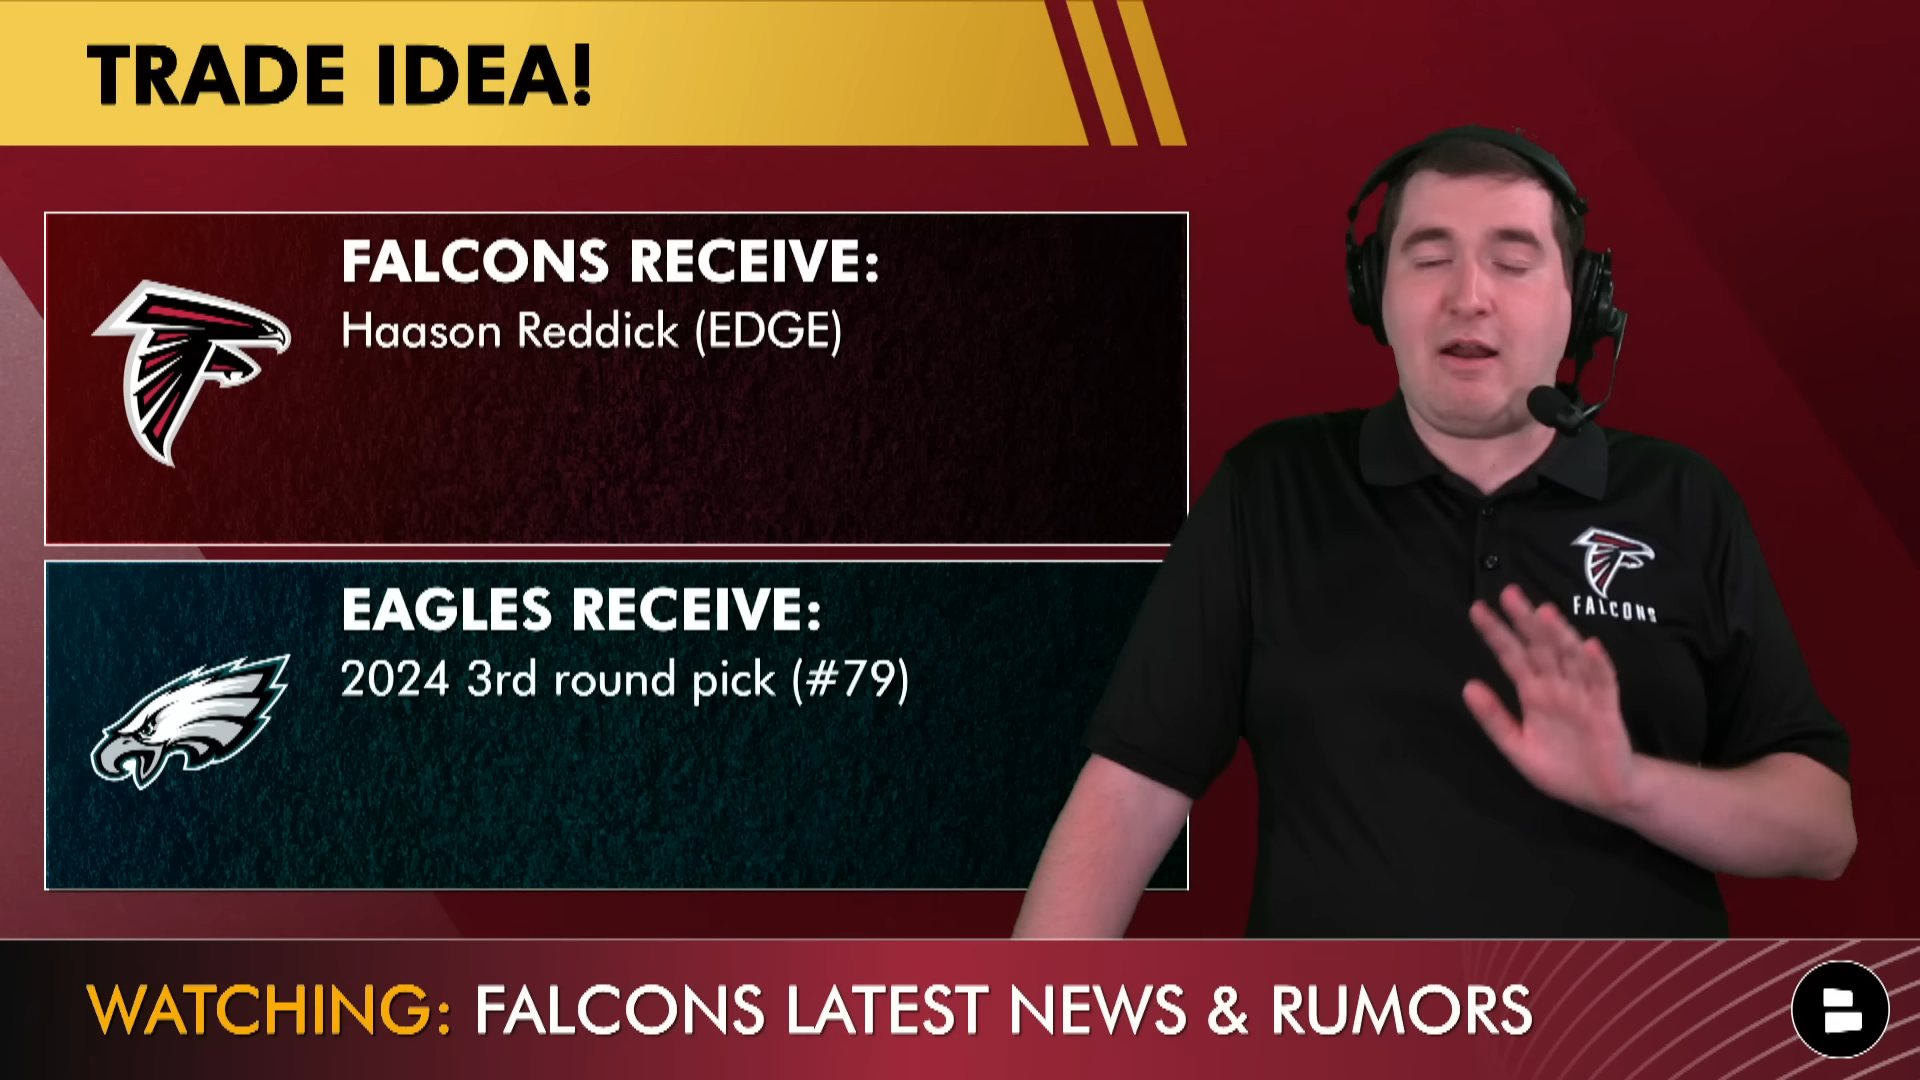 TRADE IDEA!
FALCONS RECEIVE:
Haason Reddick (EDGE)
EAGLES RECEIVE:
2024 3rd round pick (#79)
FALCONS
WATCHING: FALCONS LATEST NEWS & RUMORS